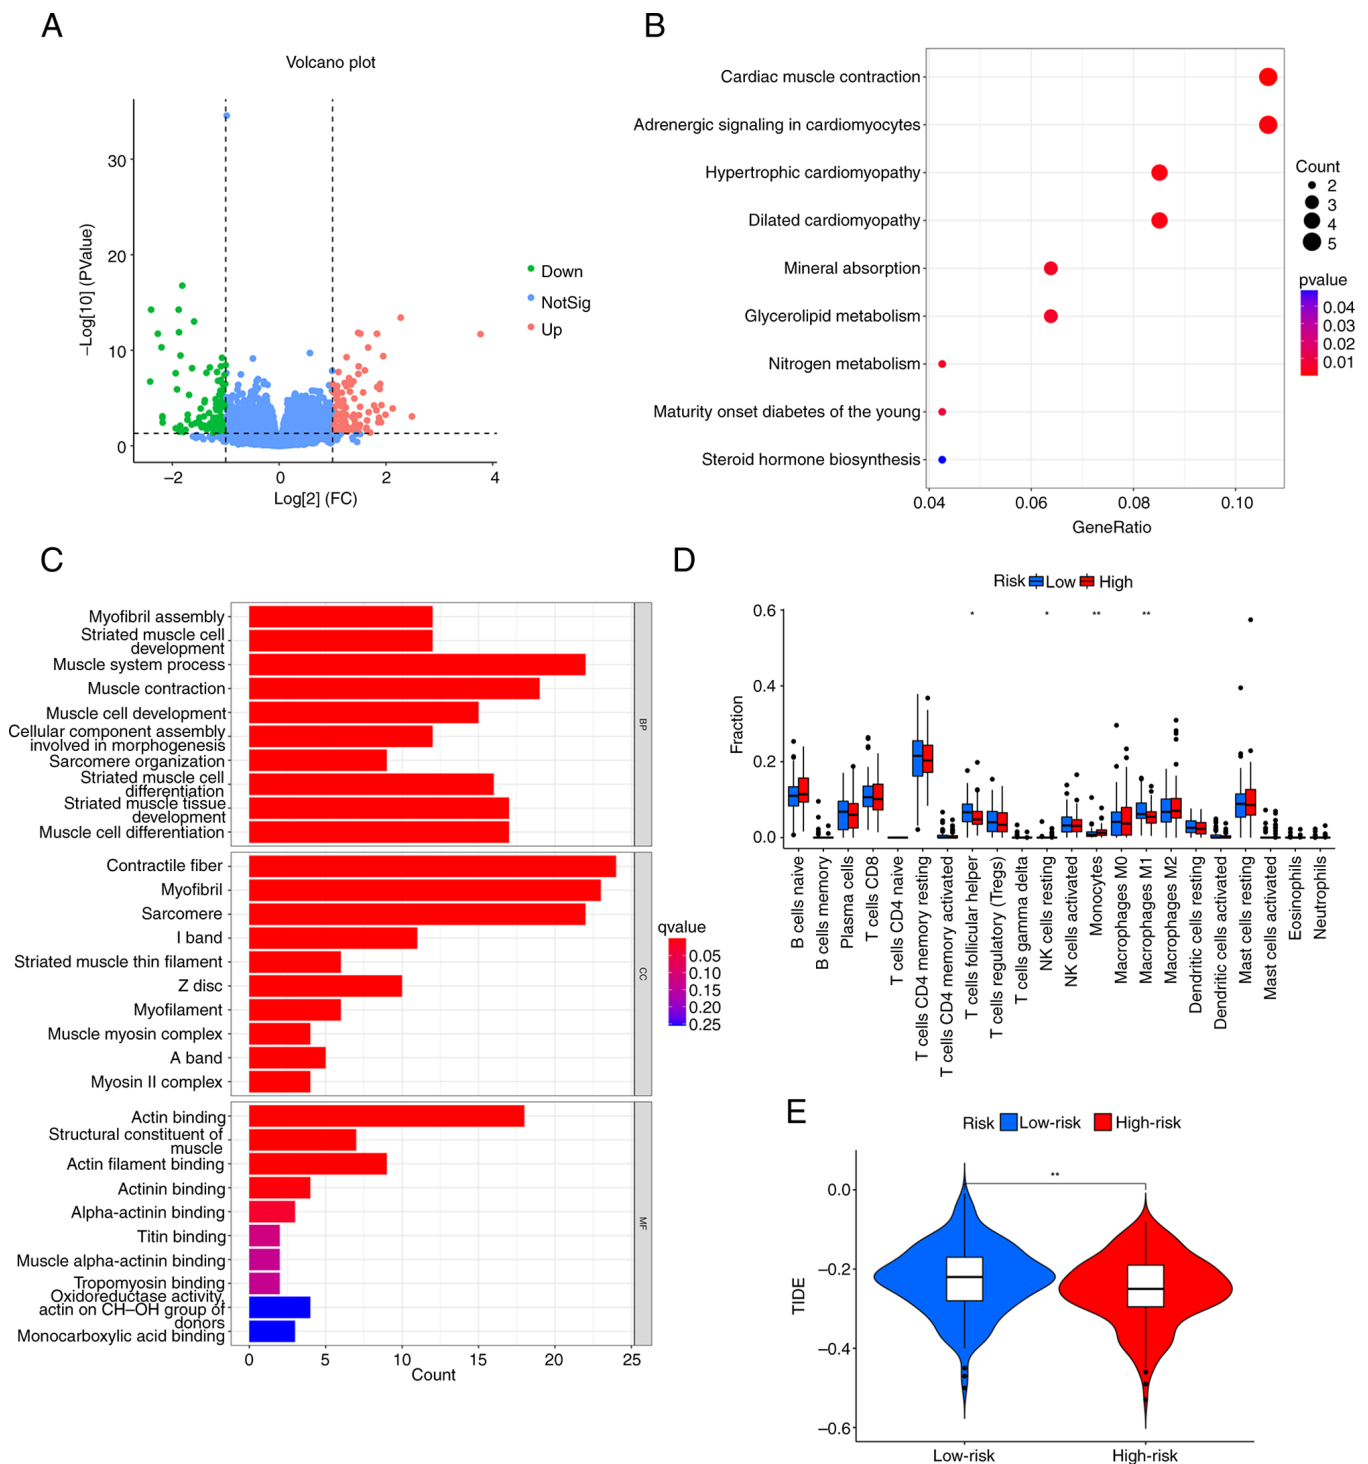 A
Volcano plot
−Log[10] (PValue)
30
20
10
0
−2
0
2
4
Log[2] (FC)
Down
NotSig
Up
B
Cardiac muscle contraction
Adrenergic signaling in cardiomyocytes
Hypertrophic cardiomyopathy
Dilated cardiomyopathy
Mineral absorption
Glycerolipid metabolism
Nitrogen metabolism
Maturity onset diabetes of the young
Steroid hormone biosynthesis
0.04
0.06
0.08
0.10
GeneRatio
Count
2
3
4
5
pvalue
0.04
0.03
0.02
0.01
C
Myofibril assembly
Striated muscle cell
development
Muscle system process
Muscle contraction
Muscle cell development
Cellular component assembly
involved in morphogenesis
Sarcomere organization
Striated muscle cell
differentiation
Striated muscle tissue
development
Muscle cell differentiation
BP
Contractile fiber
Myofibril
Sarcomere
I band
Striated muscle thin filament
Z disc
Myofilament
Muscle myosin complex
A band
Myosin II complex
CC
Actin binding
Structural constituent of
muscle
Actin filament binding
Actinin binding
Alpha-actinin binding
Titin binding
Muscle alpha-actinin binding
Tropomyosin binding
Oxidoreductase activity,
actin on CH−OH group of
donors
Monocarboxylic acid binding
MF
0
5
10
15
20
25
Count
qvalue
0.05
0.10
0.15
0.20
0.25
D
Risk Low High
Fraction
0.6
0.4
0.2
0.0
*
*
**
**
B cells naive
B cells memory
Plasma cells
T cells CD8
T cells CD4 naive
T cells CD4 memory resting
T cells CD4 memory activated
T cells follicular helper
T cells regulatory (Tregs)
T cells gamma delta
NK cells resting
NK cells activated
Monocytes
Macrophages M0
Macrophages M1
Macrophages M2
Dendritic cells resting
Dendritic cells activated
Mast cells resting
Mast cells activated
Eosinophils
Neutrophils
E
Risk Low-risk High-risk
**
TIDE
0.0
−0.2
−0.4
−0.6
Low-risk
High-risk